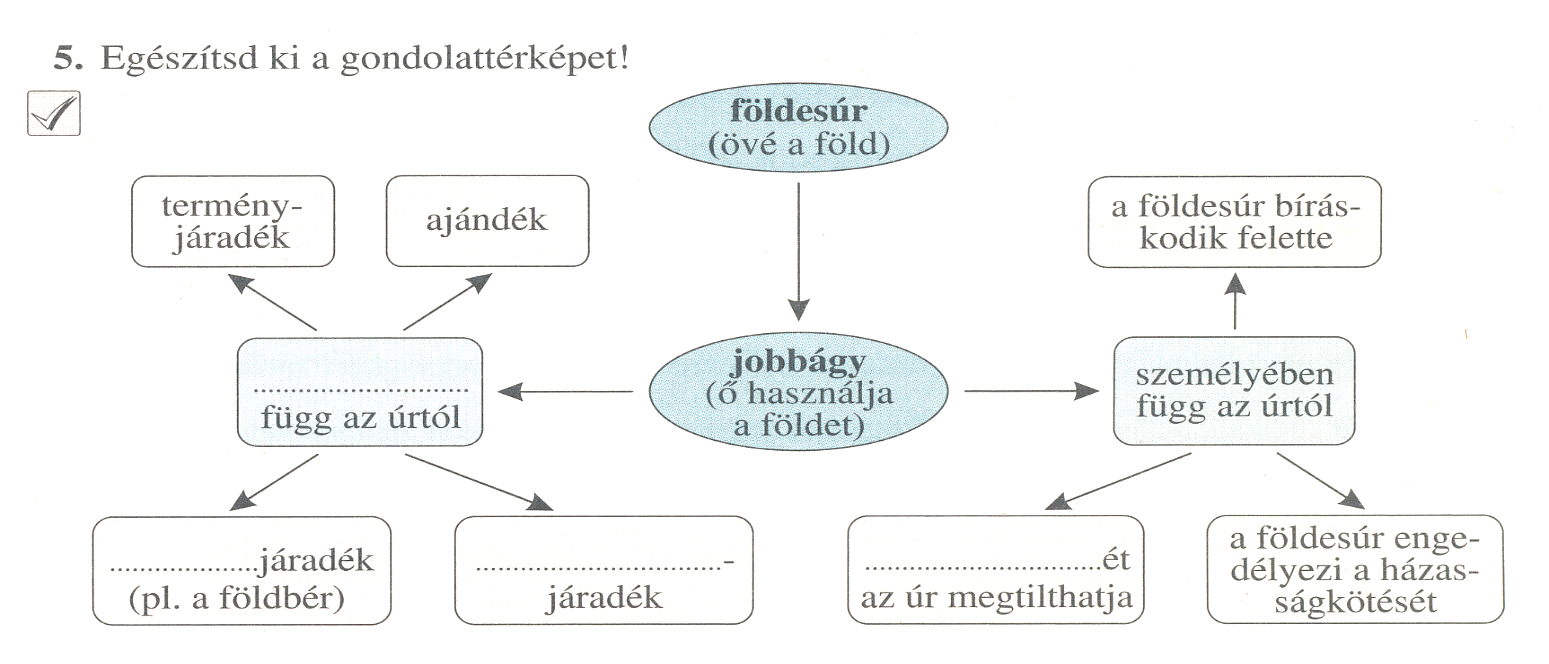 5. Egészítsd ki a gondolattérképet!
földesúr
(övé a föld)
termény-
járadék
ajándék
a földesúr bírás-
kodik felette
........................
függ az úrtól
jobbágy
(ő használja
a földet)
személyében
függ az úrtól
...................járadék
(pl. a földbér)
...............................-
járadék
..............................ét
az úr megtilthatja
a földesúr enge-
délyezi a házas-
ságkötését